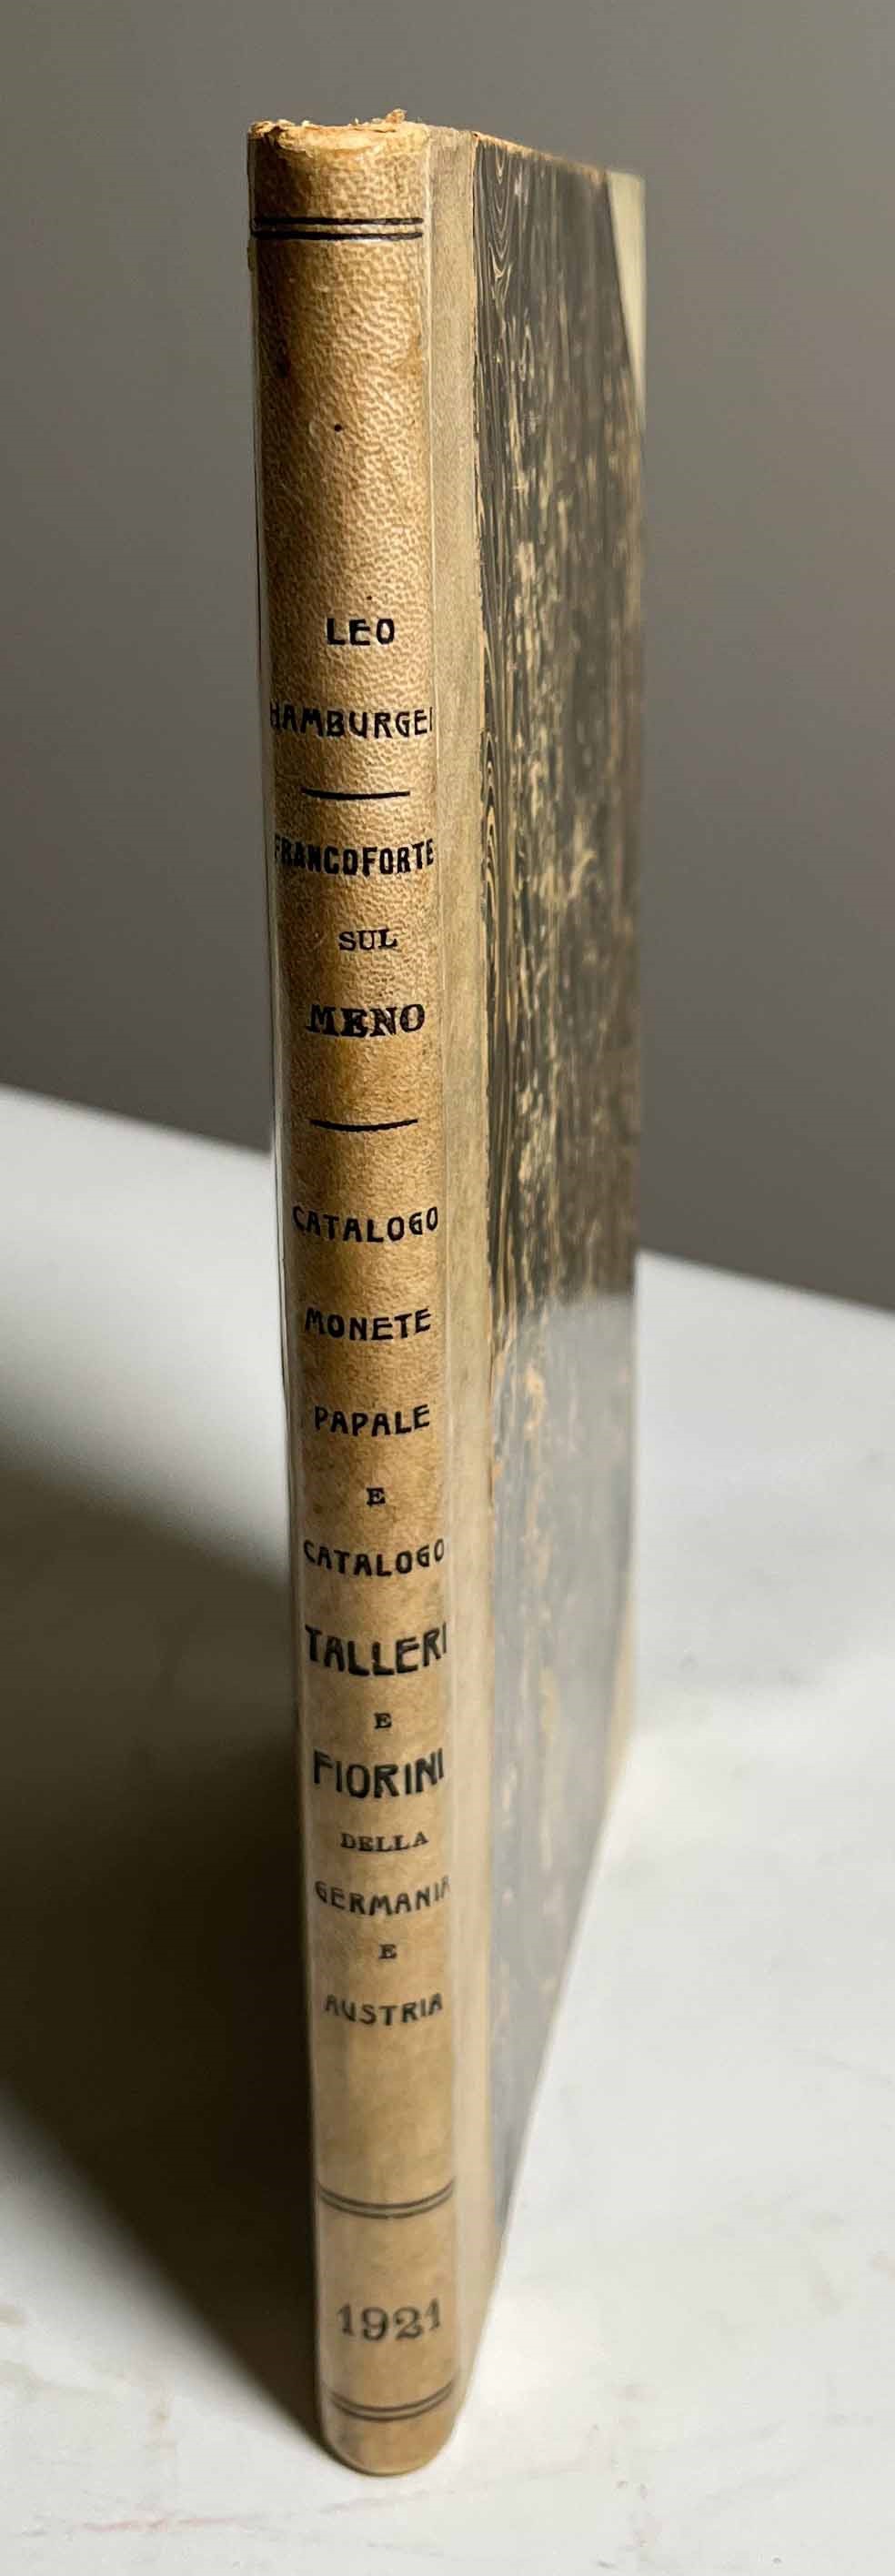 LEO
HAMBURGER
FRANCOFORTE
SUL
MENO
CATALOGO
MONETE
PAPALE
E
CATALOGO
TALLERI
E
FIORINI
DELLA
GERMANIA
E
AUSTRIA
1921